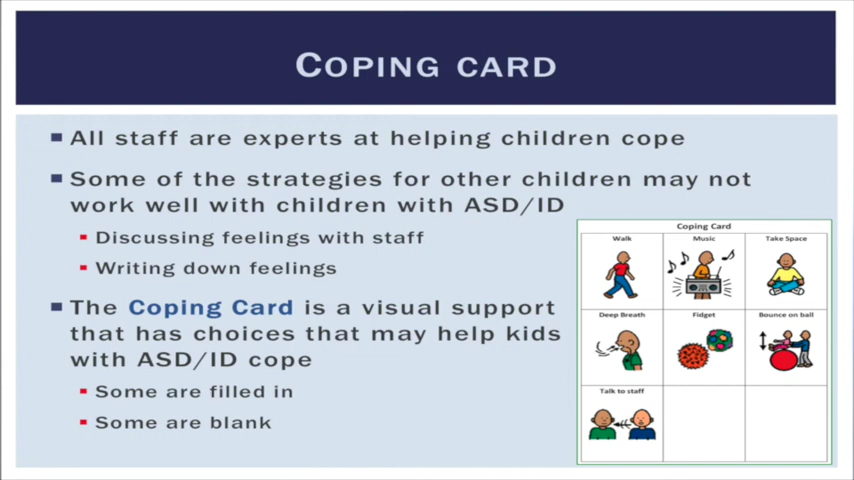 COPING CARD
All staff are experts at helping children cope
Some of the strategies for other children may not
work well with children with ASD/ID
Discussing feelings with staff
Writing down feelings
The Coping Card is a visual support
that has choices that may help kids
with ASD/ID cope
Some are filled in
Some are blank
Coping Card
Walk Music Take Space
Deep Breath Fidget Bounce on ball
Talk to staff